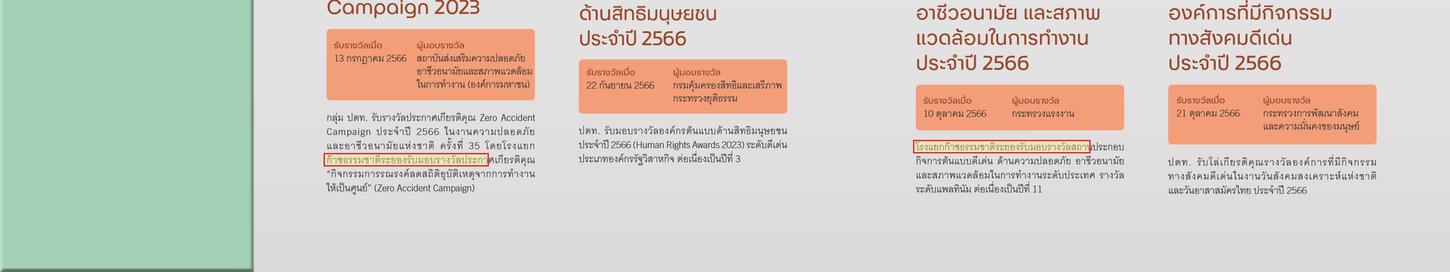 Campaign 2023
รับรางวัลเมื่อ
13 กรกฎาคม 2566
ผู้มอบรางวัล
สถาบันส่งเสริมความปลอดภัย
อาชีวอนามัยและสภาพแวดล้อม
ในการทำงาน (องค์การมหาชน)
กลุ่ม ปตท. รับรางวัลประกาศเกียรติคุณ Zero Accident
Campaign ประจำปี 2566 ในงานความปลอดภัย
และอาชีวอนามัยแห่งชาติ ครั้งที่ 35 โดยโรงแยก
ก๊าซธรรมชาติระยองรับมอบรางวัลประกาศเกียรติคุณ
“กิจกรรมการรณรงค์ลดสถิติอุบัติเหตุจากการทำงาน
ให้เป็นศูนย์” (Zero Accident Campaign)
ด้านสิทธิมนุษยชน
ประจำปี 2566
รับรางวัลเมื่อ
22 กันยายน 2566
ผู้มอบรางวัล
กรมคุ้มครองสิทธิและเสรีภาพ
กระทรวงยุติธรรม
ปตท. รับมอบรางวัลองค์กรต้นแบบด้านสิทธิมนุษยชน
ประจำปี 2566 (Human Rights Awards 2023) ระดับดีเด่น
ประเภทองค์กรรัฐวิสาหกิจ ต่อเนื่องเป็นปีที่ 3
อาชีวอนามัย และสภาพ
แวดล้อมในการทำงาน
ประจำปี 2566
รับรางวัลเมื่อ
10 ตุลาคม 2566
ผู้มอบรางวัล
กระทรวงแรงงาน
โรงแยกก๊าซธรรมชาติระยองรับมอบรางวัลสถานประกอบ
กิจการต้นแบบดีเด่น ด้านความปลอดภัย อาชีวอนามัย
และสภาพแวดล้อมในการทำงานระดับประเทศ รางวัล
ระดับแพลทินัม ต่อเนื่องเป็นปีที่ 11
องค์การที่มีกิจกรรม
ทางสังคมดีเด่น
ประจำปี 2566
รับรางวัลเมื่อ
21 ตุลาคม 2566
ผู้มอบรางวัล
กระทรวงการพัฒนาสังคม
และความมั่นคงของมนุษย์
ปตท. รับโล่เกียรติคุณรางวัลองค์การที่มีกิจกรรม
ทางสังคมดีเด่นในงานวันสังคมสงเคราะห์แห่งชาติ
และวันอาสาสมัครไทย ประจำปี 2566